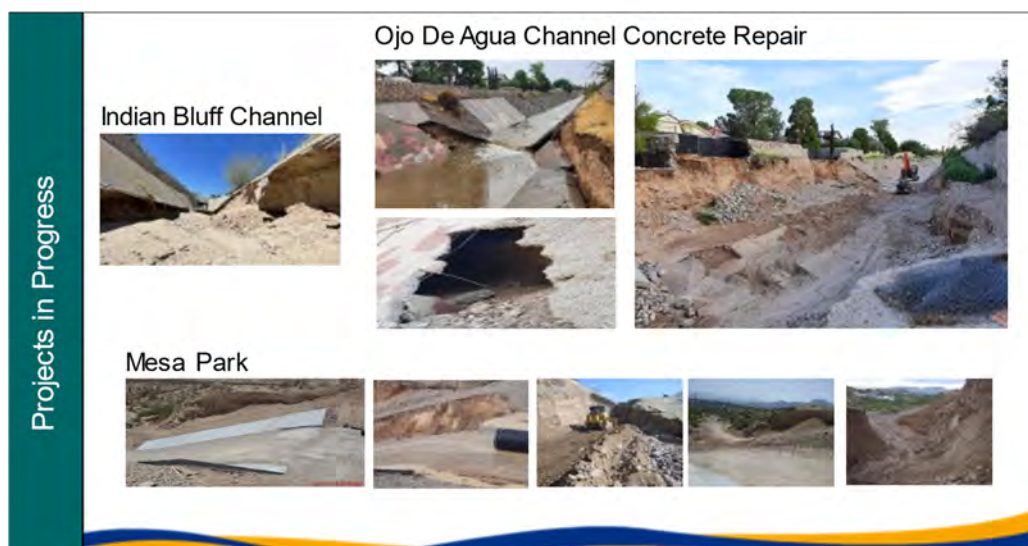 Projects in Progress
Ojo De Agua Channel Concrete Repair
Indian Bluff Channel
Mesa Park